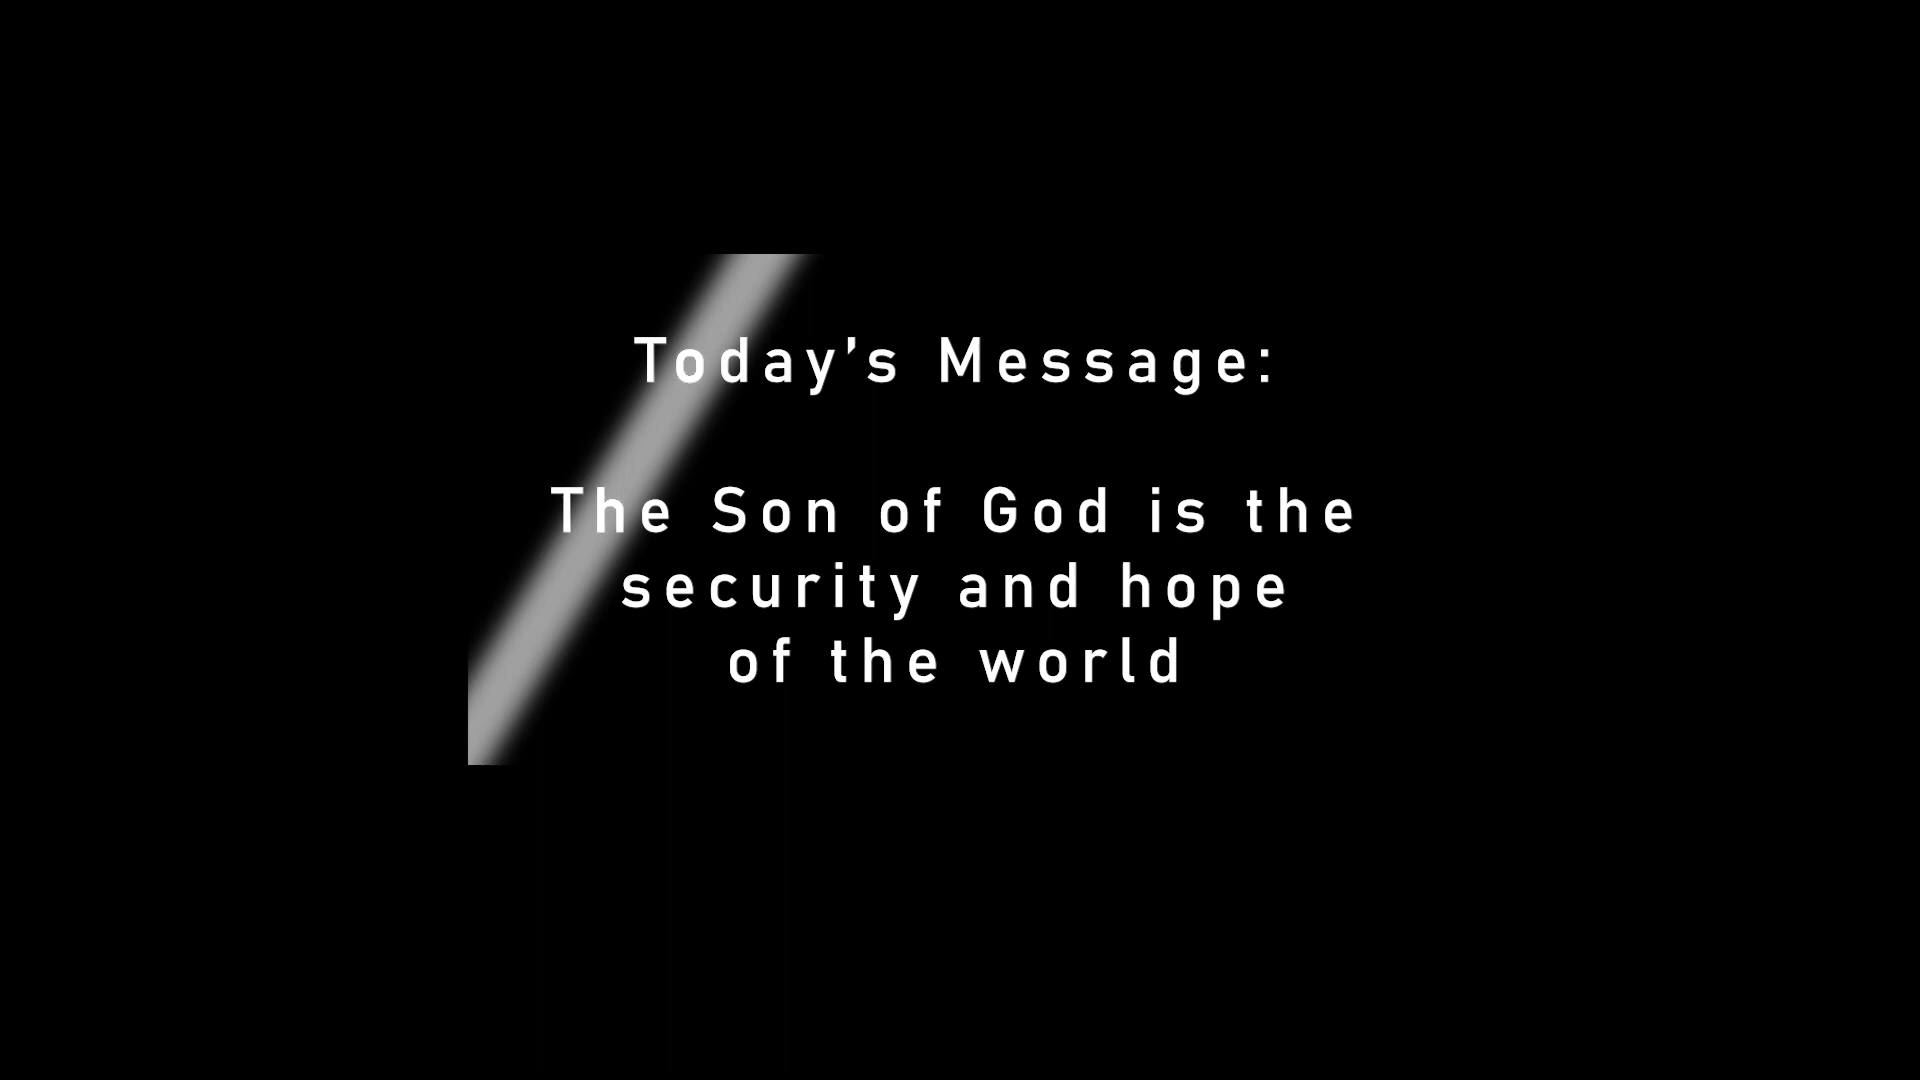 Today’s Message:
The Son of God is the
security and hope
of the world